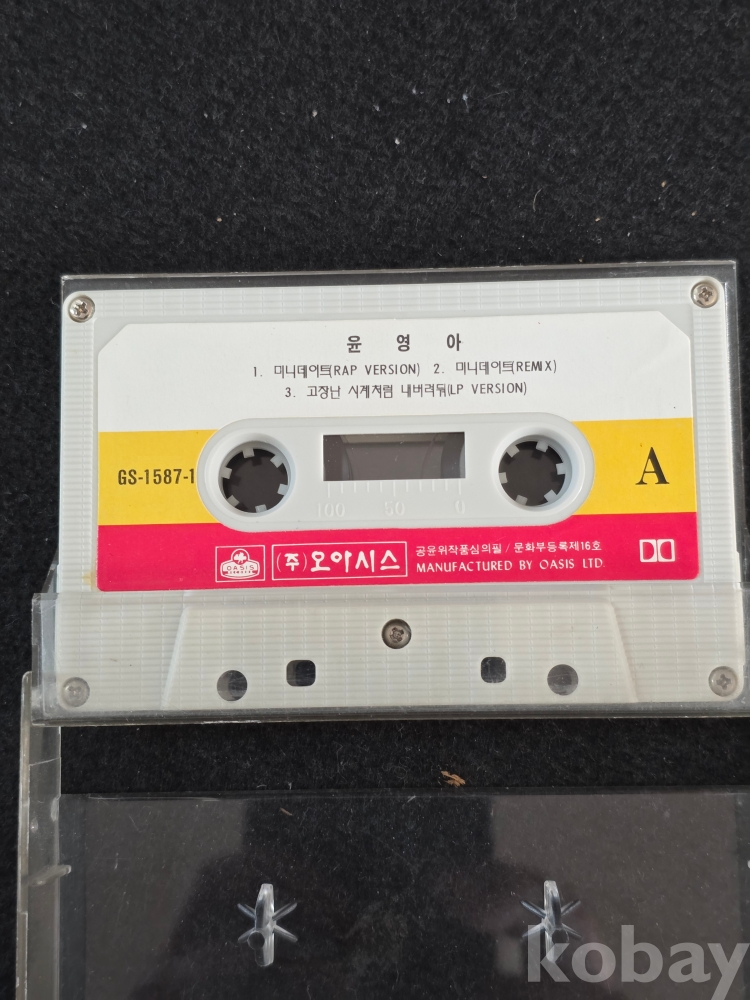 윤 영 아
1. 미니데이트(RAP VERSION) 2. 미니데이트(REMIX)
3. 고장난 시계처럼 내버려둬(LP VERSION)
GS-1587-1
A
100 50 0
OASIS
(주)오아시스
공윤위작품심의필 / 문화부등록제16호
MANUFACTURED BY OASIS LTD.
kobay